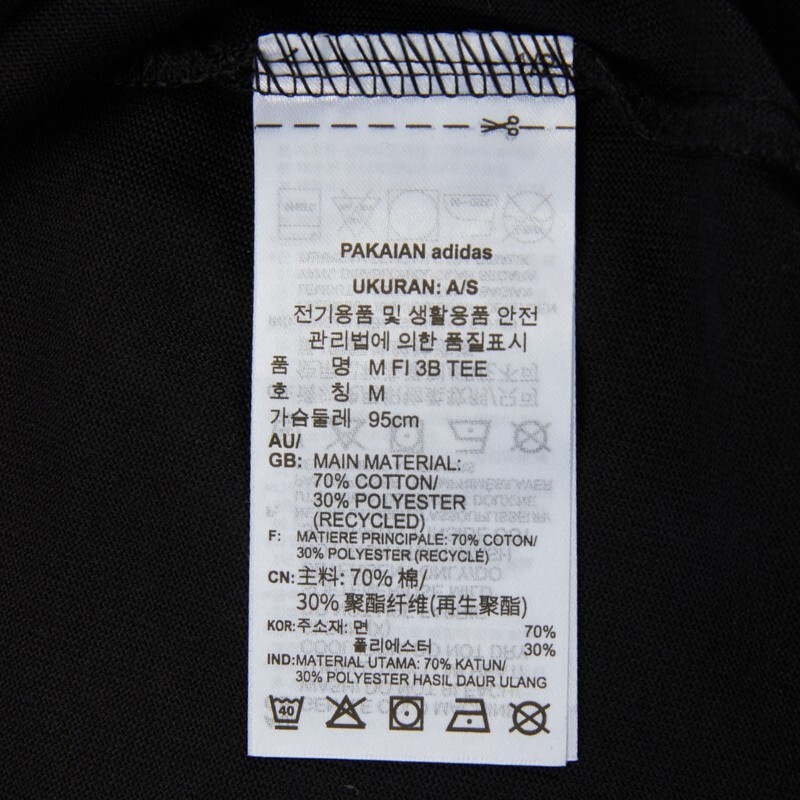 PAKAIAN adidas
UKURAN: A/S
전기용품 및 생활용품 안전
관리법에 의한 품질표시
품 명 M FI 3B TEE
호 칭 M
가슴둘레 95cm
AU/
GB: MAIN MATERIAL:
70% COTTON/
30% POLYESTER
(RECYCLED)
F: MATIERE PRINCIPALE: 70% COTON/
30% POLYESTER (RECYCLÉ)
CN: 主料: 70% 棉/
30% 聚酯纤维(再生聚酯)
KOR: 주소재: 면 70%
폴리에스터 30%
IND: MATERIAL UTAMA: 70% KATUN/
30% POLYESTER HASIL DAUR ULANG
40